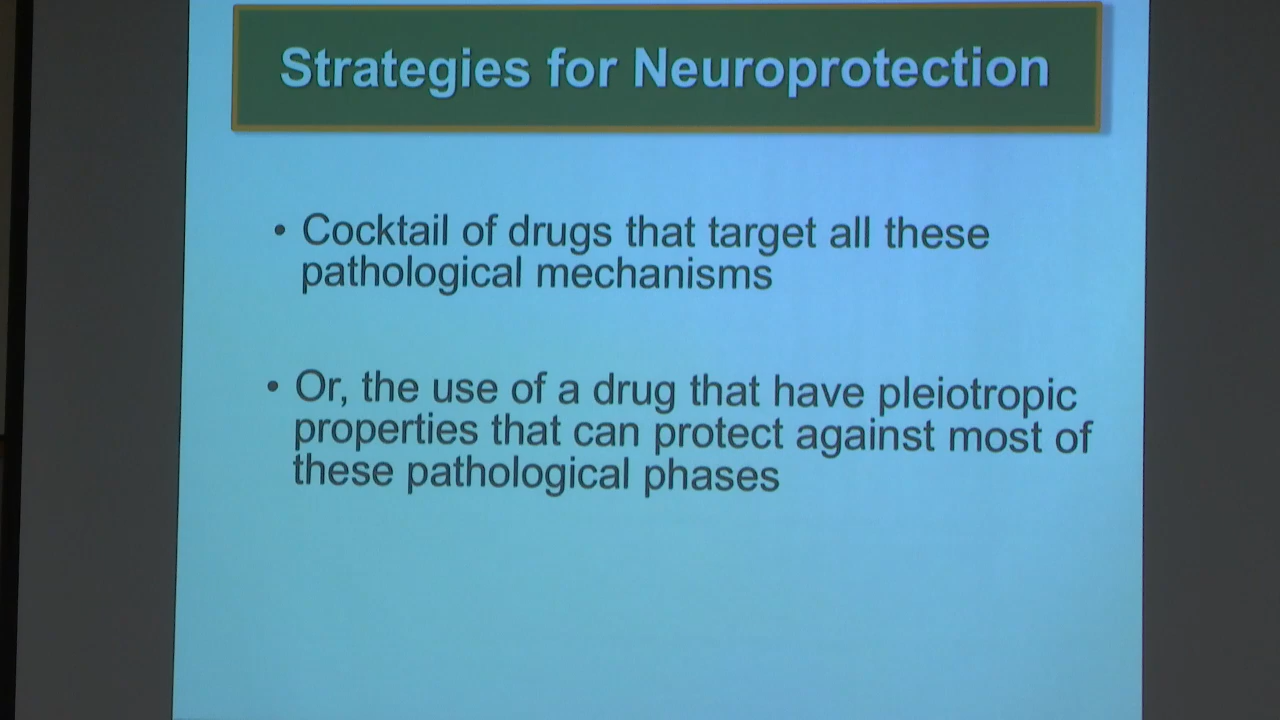 Strategies for Neuroprotection
• Cocktail of drugs that target all these
pathological mechanisms
• Or, the use of a drug that have pleiotropic
properties that can protect against most of
these pathological phases